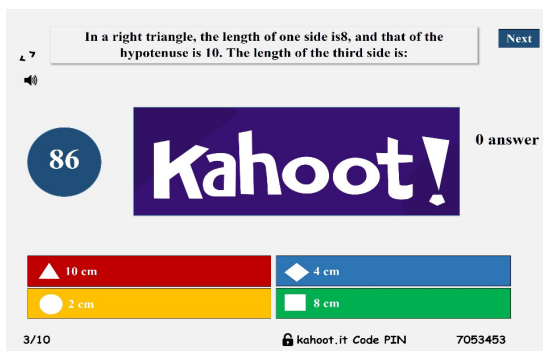 In a right triangle, the length of one side is8, and that of the
hypotenuse is 10. The length of the third side is:
Next
86
Kahoot!
0 answer
10 cm
4 cm
2 cm
8 cm
3/10
kahoot.it Code PIN
7053453